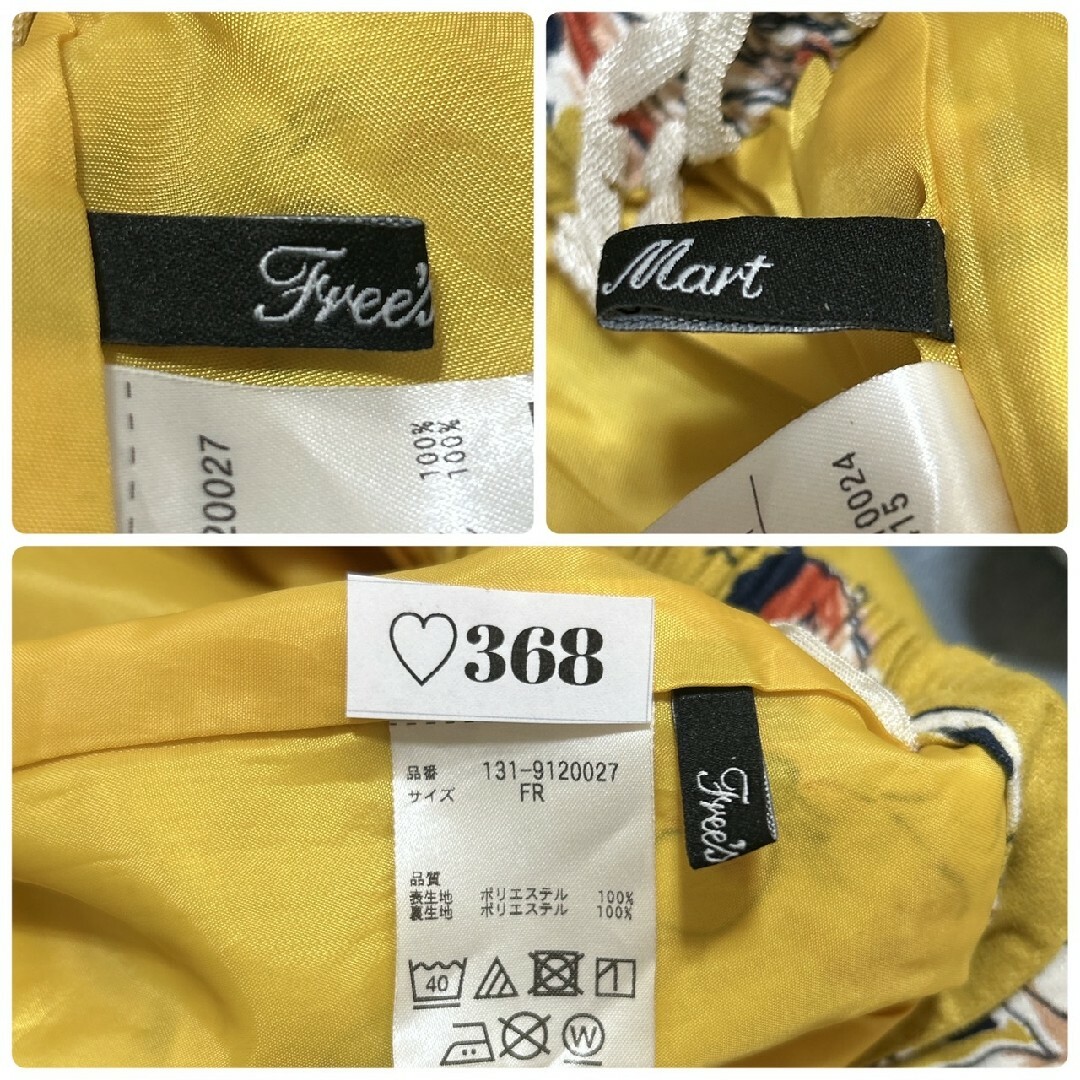 Free's
20027
100%
100%
Mart
0024
15
♡368
品番 131-9120027
サイズ FR
品質
表生地 ポリエステル 100%
裏生地 ポリエステル 100%
40
W
Free's